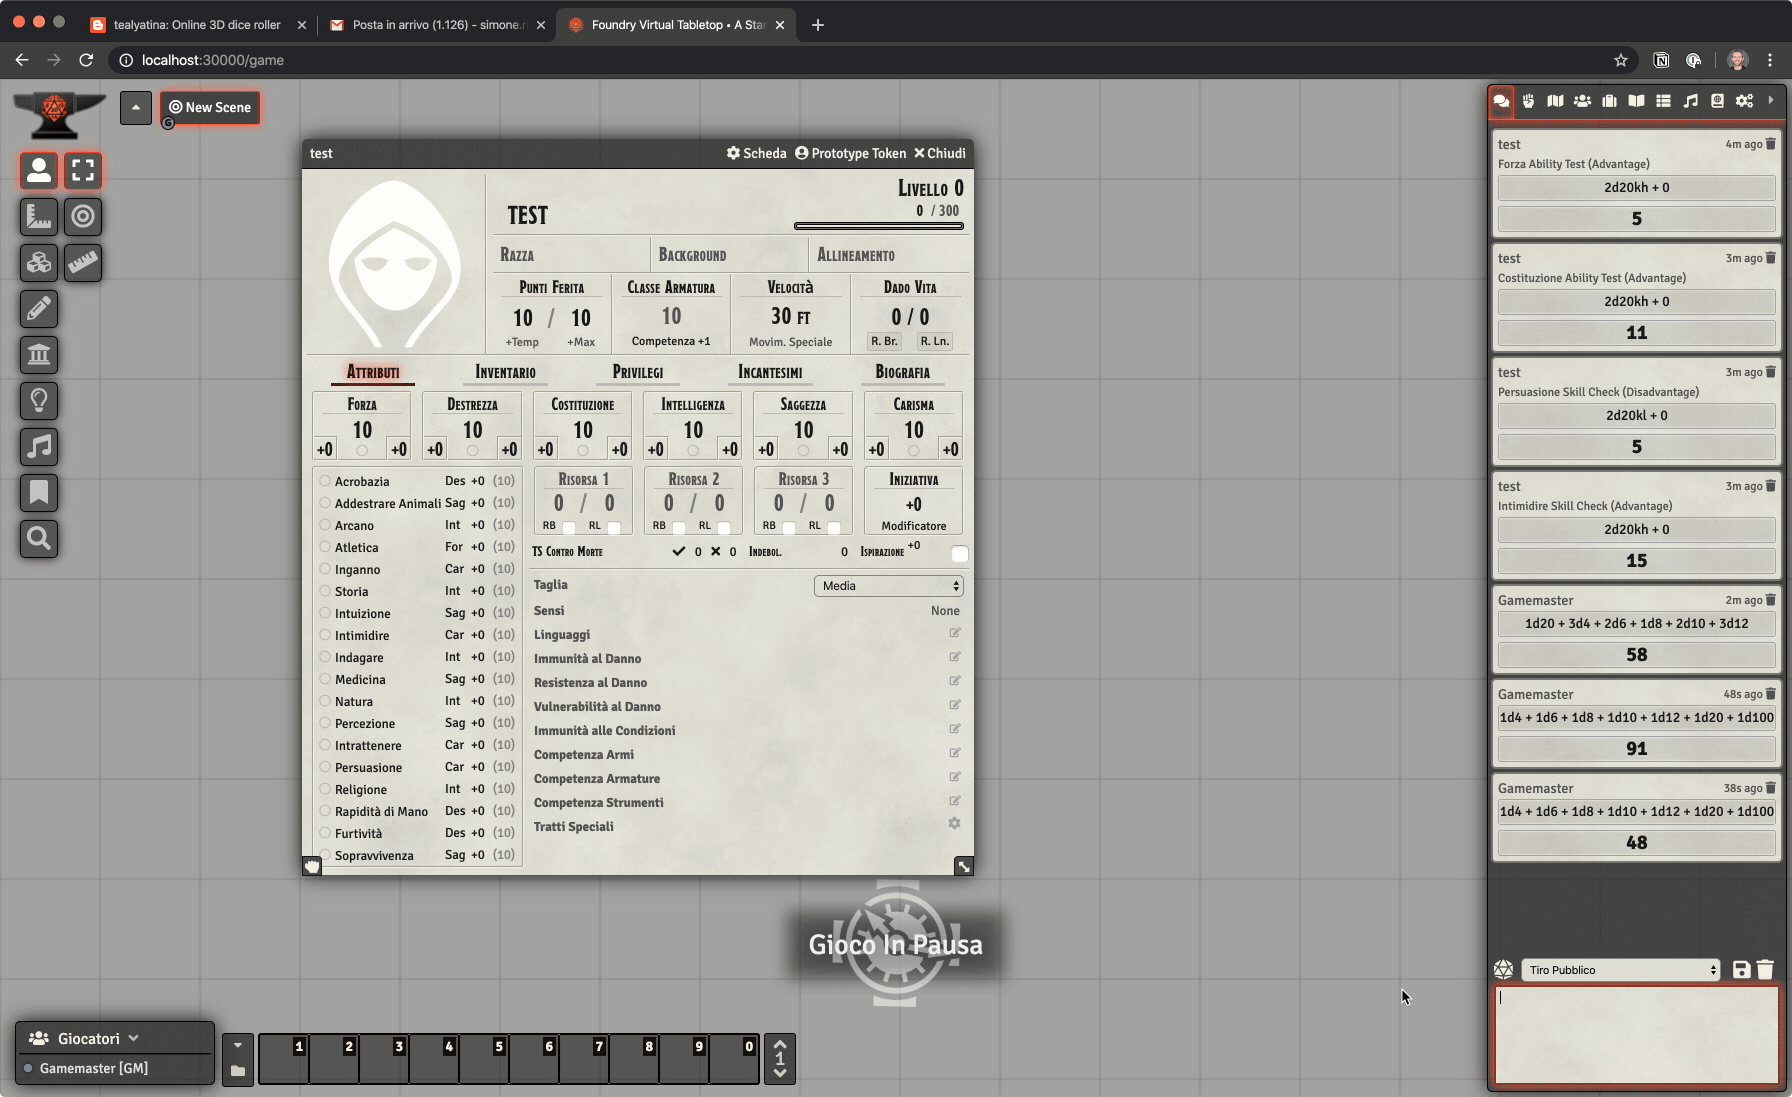 tealyatina: Online 3D dice roller
Posta in arrivo (1.126) - simone.r
Foundry Virtual Tabletop • A Sta
localhost:30000/game
New Scene
G
test
Scheda
Prototype Token
Chiudi
Livello 0
TEST
0 / 300
Razza
Background
Allineamento
Punti Ferita
Classe Armatura
Velocità
Dado Vita
10 / 10
10
30 ft
0 / 0
+Temp +Max
Competenza +1
Movim. Speciale
R. Br. R. Ln.
Attributi
Inventario
Privilegi
Incantesimi
Biografia
Forza
Destrezza
Costituzione
Intelligenza
Saggezza
Carisma
10
10
10
10
10
10
+0 +0
+0 +0
+0 +0
+0 +0
+0 +0
+0 +0
Acrobazia Des +0 (10)
Addestrare Animali Sag +0 (10)
Arcano Int +0 (10)
Atletica For +0 (10)
Inganno Car +0 (10)
Storia Int +0 (10)
Intuizione Sag +0 (10)
Intimidire Car +0 (10)
Indagare Int +0 (10)
Medicina Sag +0 (10)
Natura Int +0 (10)
Percezione Sag +0 (10)
Intrattenere Car +0 (10)
Persuasione Car +0 (10)
Religione Int +0 (10)
Rapidità di Mano Des +0 (10)
Furtività Des +0 (10)
Sopravvivenza Sag +0 (10)
Risorsa 1
Risorsa 2
Risorsa 3
Iniziativa
0 / 0
0 / 0
0 / 0
+0
RB RL
RB RL
RB RL
Modificatore
TS Contro Morte 0 0
Indebol. 0
Ispirazione +0
Taglia Media
Sensi None
Linguaggi
Immunità al Danno
Resistenza al Danno
Vulnerabilità al Danno
Immunità alle Condizioni
Competenza Armi
Competenza Armature
Competenza Strumenti
Tratti Speciali
Gioco In Pausa
Giocatori
Gamemaster [GM]
1 2 3 4 5 6 7 8 9 0
1
test 4m ago
Forza Ability Test (Advantage)
2d20kh + 0
5
test 3m ago
Costituzione Ability Test (Advantage)
2d20kh + 0
11
test 3m ago
Persuasione Skill Check (Disadvantage)
2d20kl + 0
5
test 3m ago
Intimidire Skill Check (Advantage)
2d20kh + 0
15
Gamemaster 2m ago
1d20 + 3d4 + 2d6 + 1d8 + 2d10 + 3d12
58
Gamemaster 48s ago
1d4 + 1d6 + 1d8 + 1d10 + 1d12 + 1d20 + 1d100
91
Gamemaster 38s ago
1d4 + 1d6 + 1d8 + 1d10 + 1d12 + 1d20 + 1d100
48
Tiro Pubblico